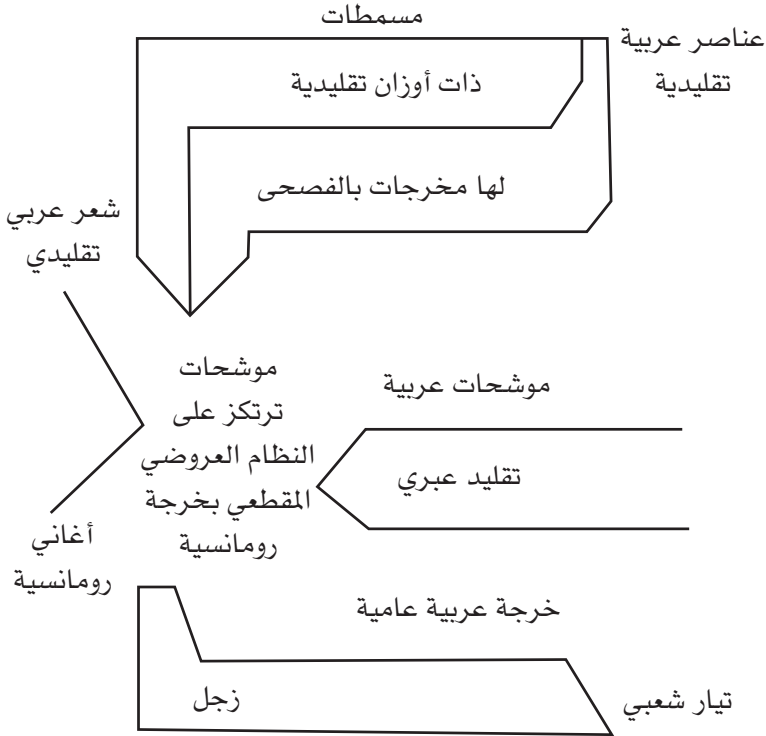 مسمطات
عناصر عربية
تقليدية
ذات أوزان تقليدية
لها مخرجات بالفصحى
شعر عربي
تقليدي
موشحات
ترتكز على
النظام العروضي
المقطعي بخرجة
رومانسية
موشحات عربية
تقليد عبري
أغاني
رومانسية
خرجة عربية عامية
زجل
تيار شعبي